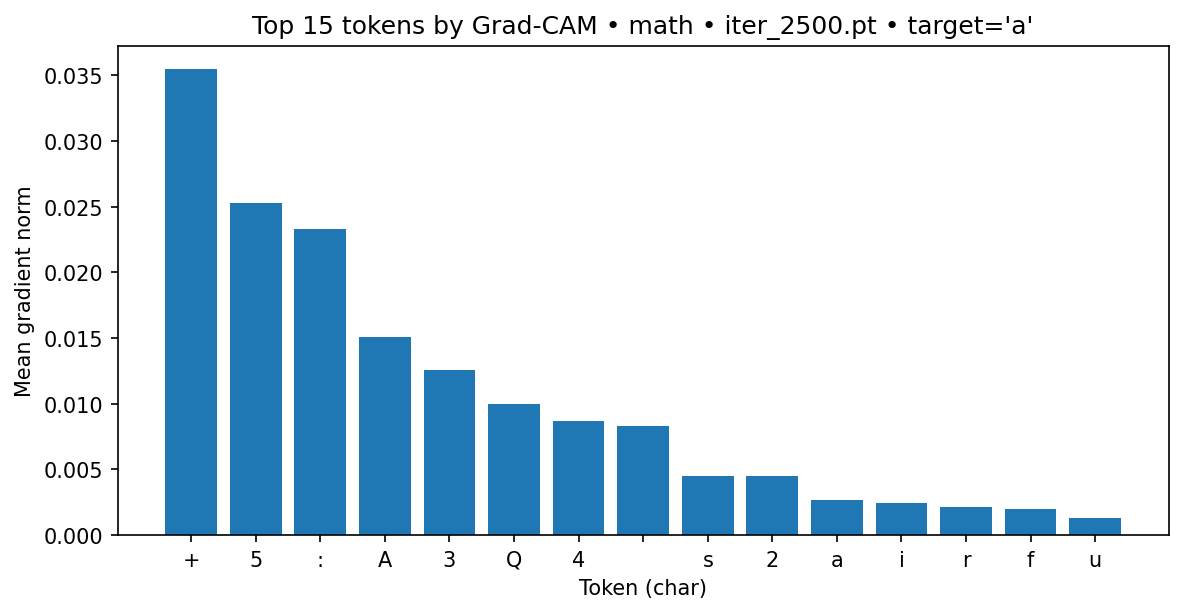 Top 15 tokens by Grad-CAM • math • iter_2500.pt • target='a'
Mean gradient norm
0.035
0.030
0.025
0.020
0.015
0.010
0.005
0.000
+ 5 : A 3 Q 4 s 2 a i r f u
Token (char)